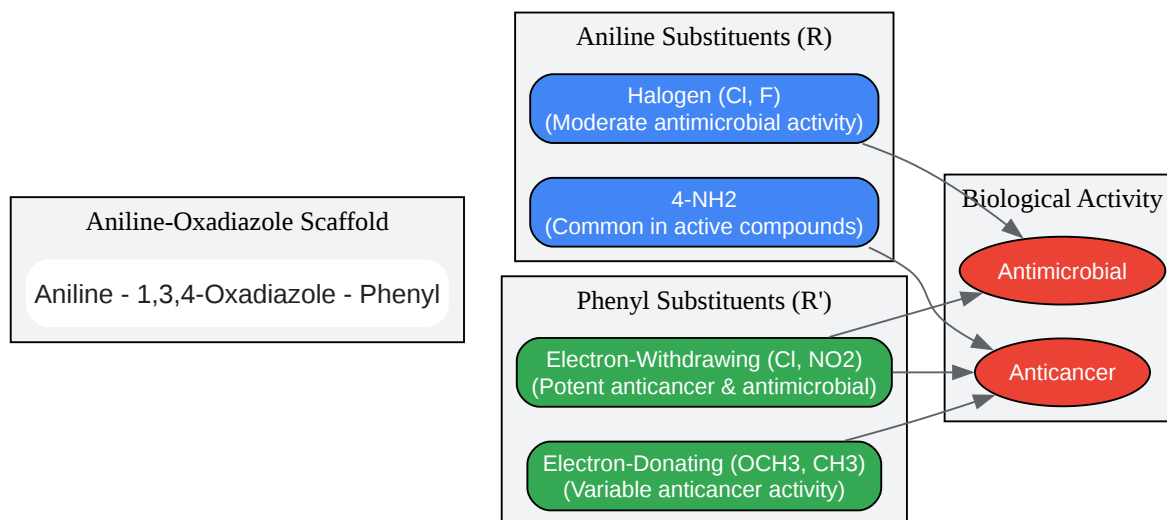 Aniline-Oxadiazole Scaffold
Aniline - 1,3,4-Oxadiazole - Phenyl
Aniline Substituents (R)
Halogen (Cl, F)
(Moderate antimicrobial activity)
4-NH2
(Common in active compounds)
Phenyl Substituents (R')
Electron-Withdrawing (Cl, NO2)
(Potent anticancer & antimicrobial)
Electron-Donating (OCH3, CH3)
(Variable anticancer activity)
Biological Activity
Antimicrobial
Anticancer